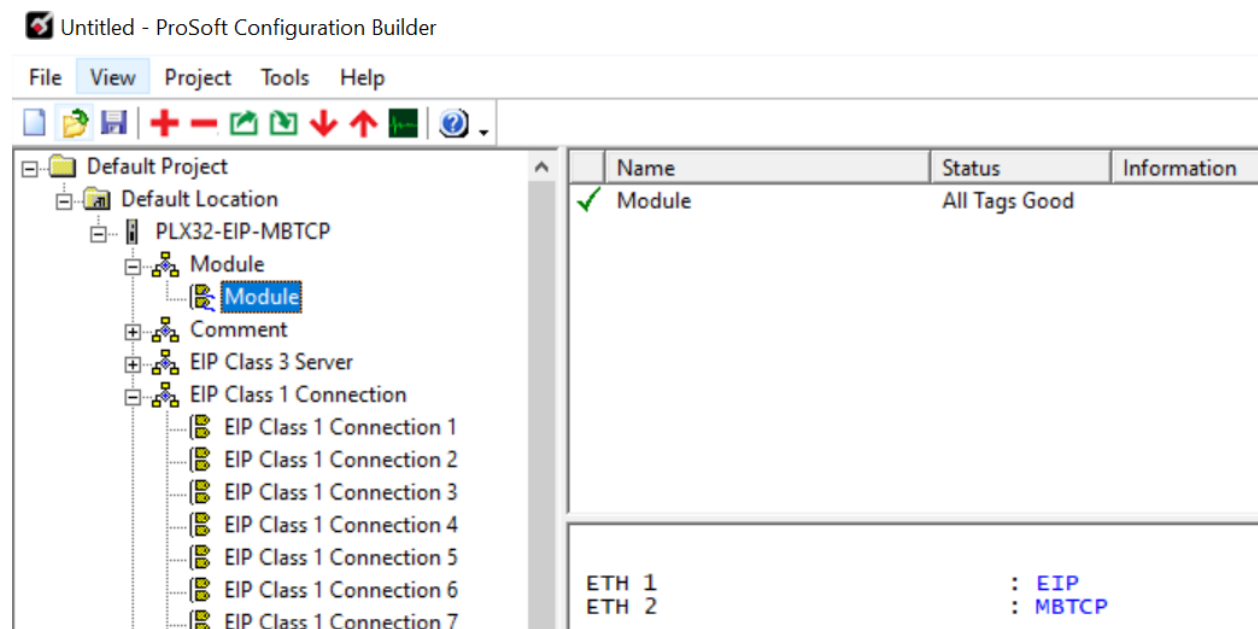 Untitled - ProSoft Configuration Builder
File View Project Tools Help
Default Project
Default Location
PLX32-EIP-MBTCP
Module
Module
Comment
EIP Class 3 Server
EIP Class 1 Connection
EIP Class 1 Connection 1
EIP Class 1 Connection 2
EIP Class 1 Connection 3
EIP Class 1 Connection 4
EIP Class 1 Connection 5
EIP Class 1 Connection 6
EIP Class 1 Connection 7
Name Status Information
Module All Tags Good
ETH 1 : EIP
ETH 2 : MBTCP